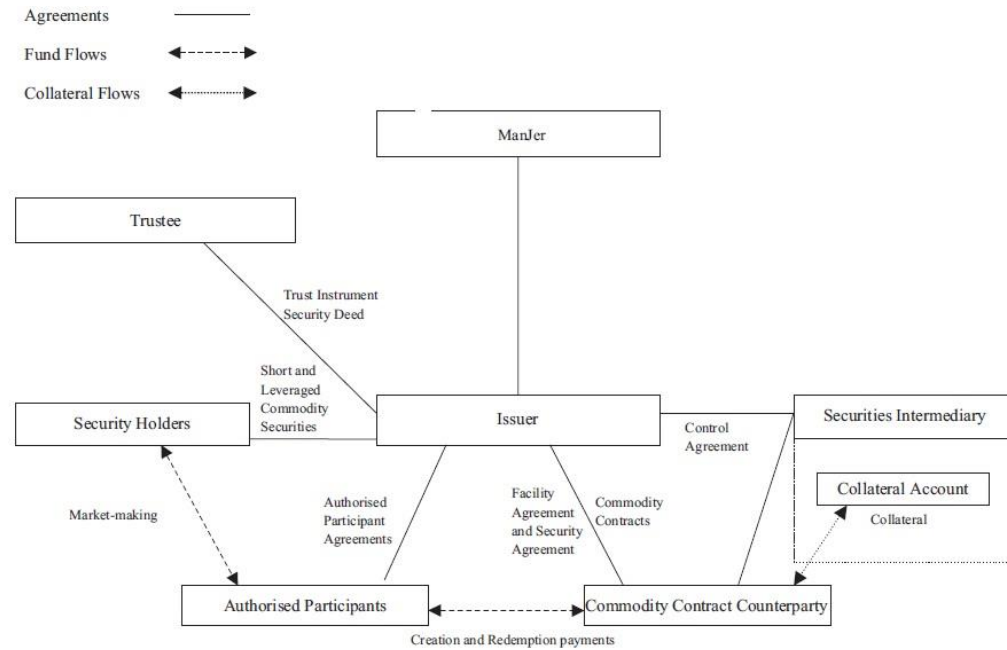 Agreements
Fund Flows
Collateral Flows
ManJer
Trustee
Trust Instrument
Security Deed
Short and
Leveraged
Commodity
Securities
Security Holders
Issuer
Securities Intermediary
Control
Agreement
Collateral Account
Collateral
Market-making
Authorised
Participant
Agreements
Facility
Agreement
and Security
Agreement
Commodity
Contracts
Authorised Participants
Commodity Contract Counterparty
Creation and Redemption payments